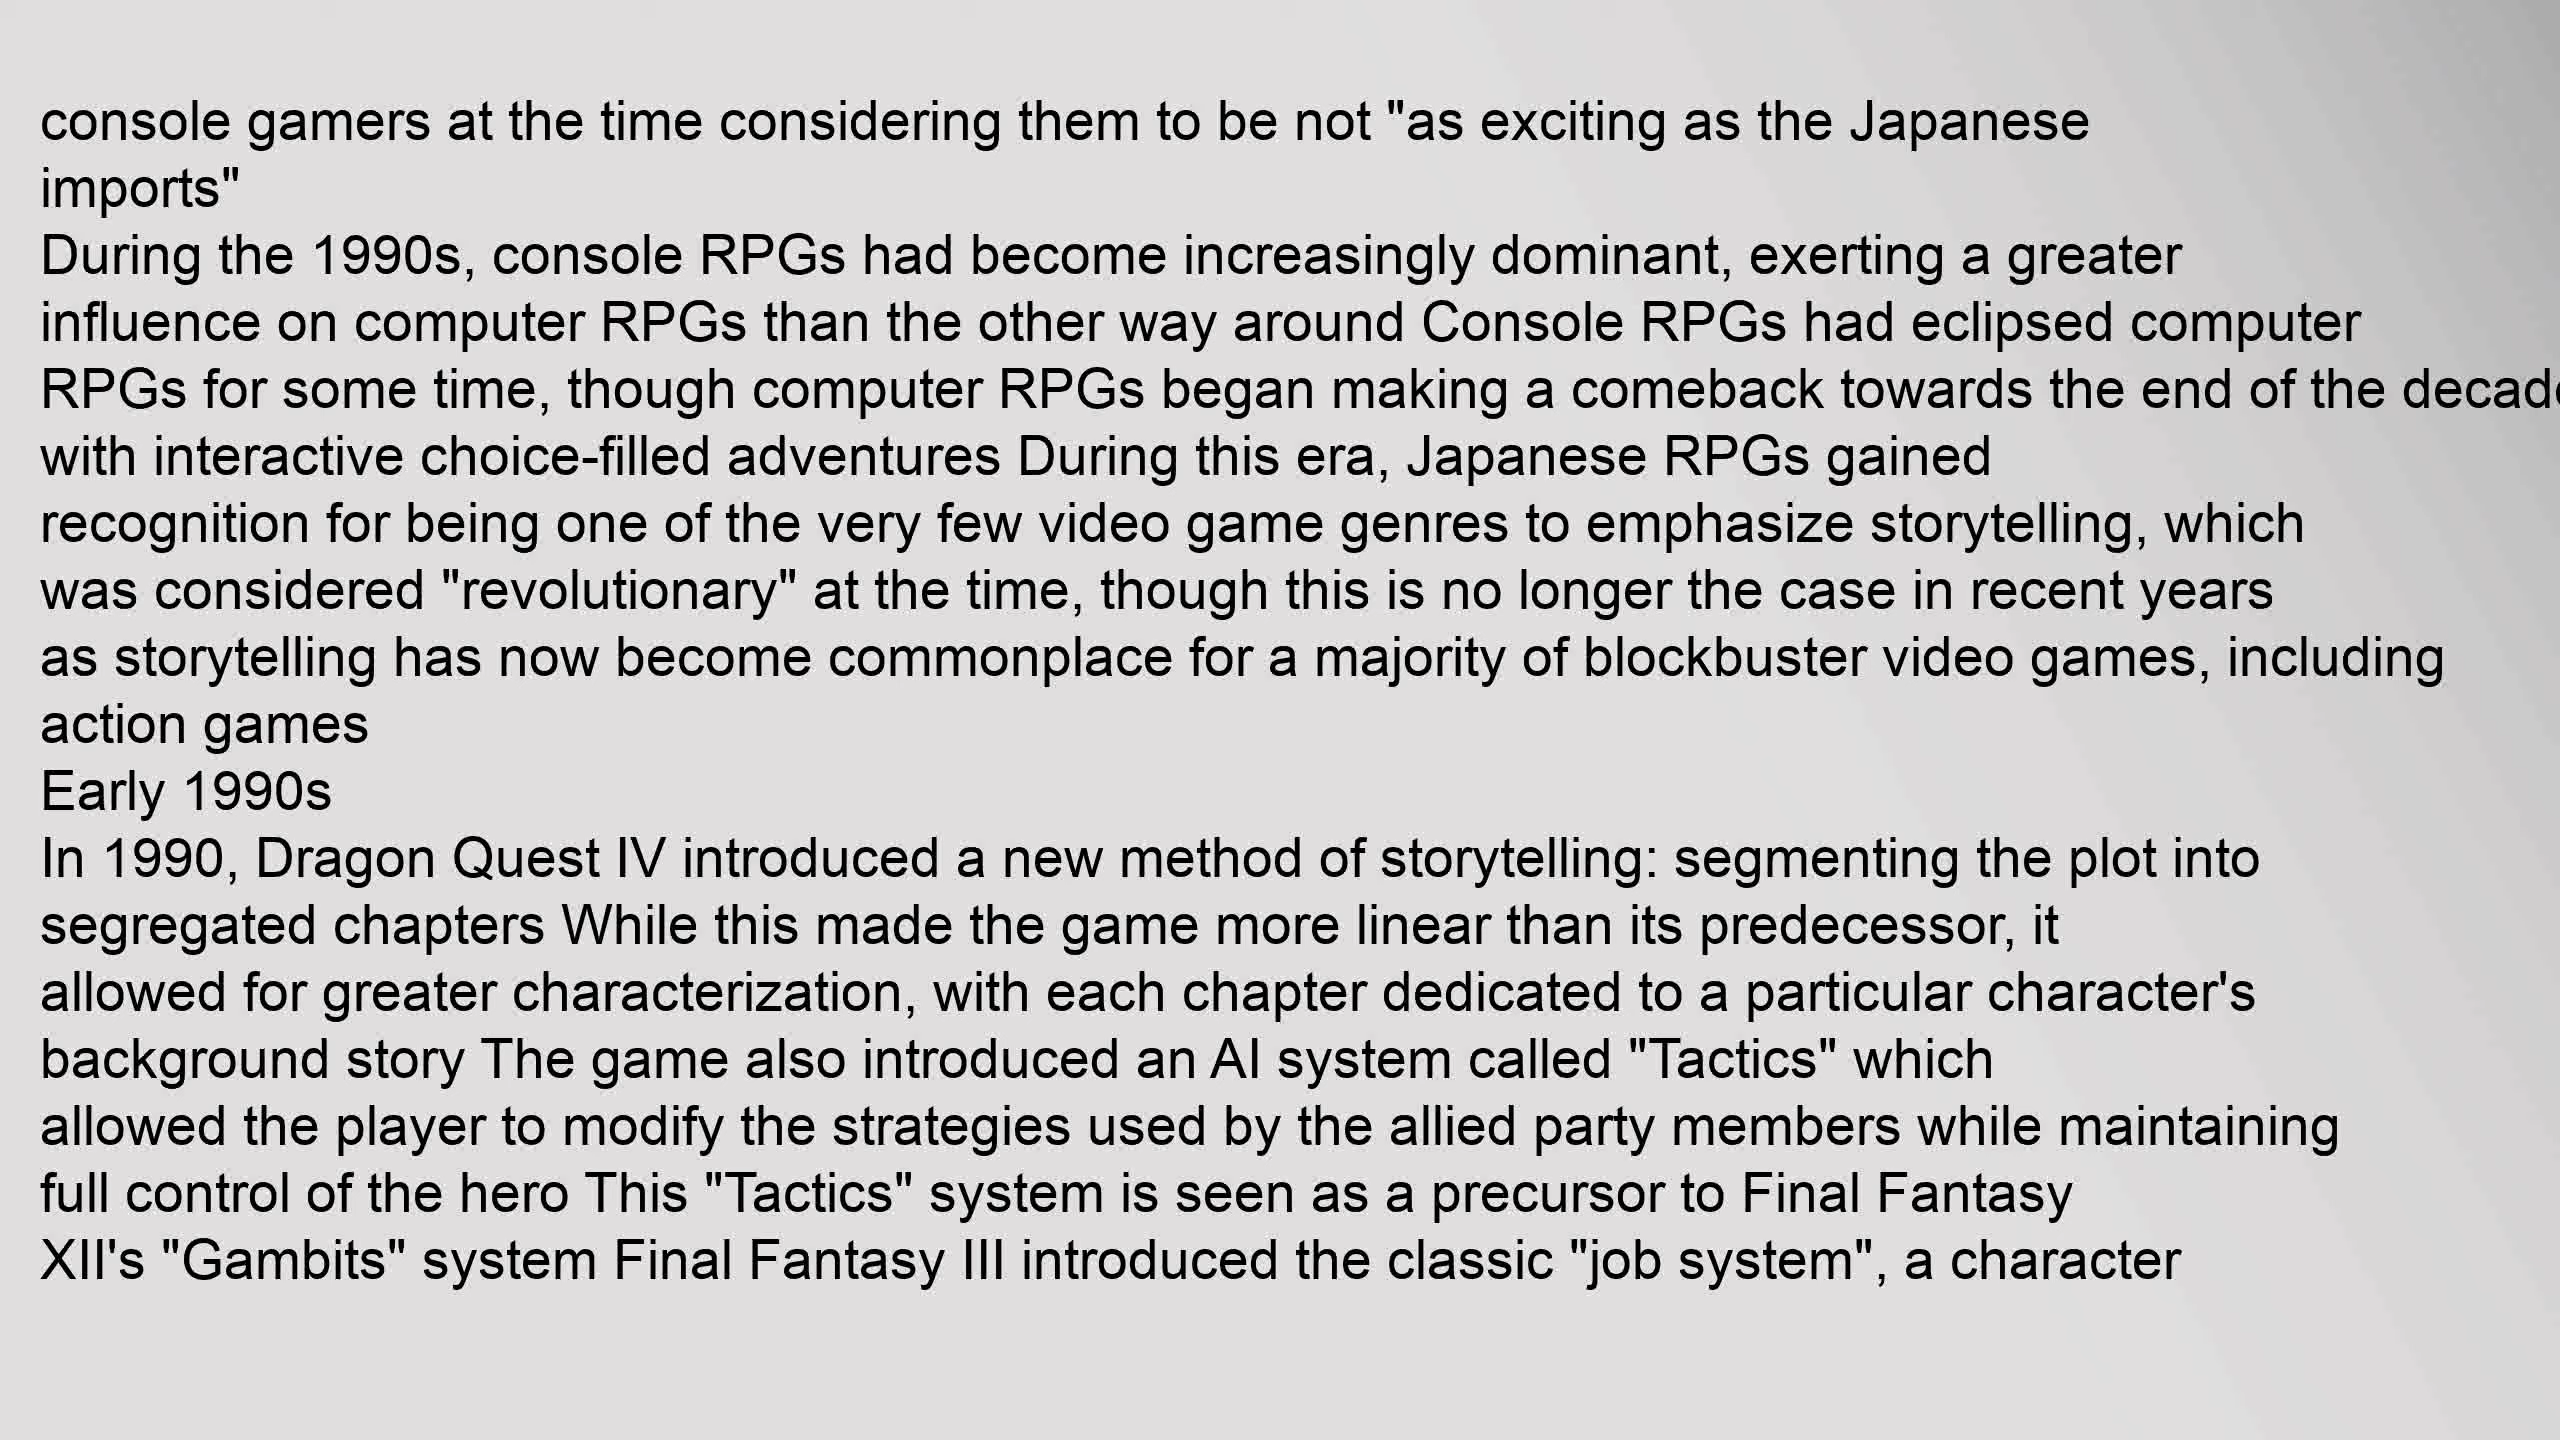 console gamers at the time considering them to be not "as exciting as the Japanese
imports"
During the 1990s, console RPGs had become increasingly dominant, exerting a greater
influence on computer RPGs than the other way around Console RPGs had eclipsed computer
RPGs for some time, though computer RPGs began making a comeback towards the end of the decade
with interactive choice-filled adventures During this era, Japanese RPGs gained
recognition for being one of the very few video game genres to emphasize storytelling, which
was considered "revolutionary" at the time, though this is no longer the case in recent years
as storytelling has now become commonplace for a majority of blockbuster video games, including
action games
Early 1990s
In 1990, Dragon Quest IV introduced a new method of storytelling: segmenting the plot into
segregated chapters While this made the game more linear than its predecessor, it
allowed for greater characterization, with each chapter dedicated to a particular character's
background story The game also introduced an AI system called "Tactics" which
allowed the player to modify the strategies used by the allied party members while maintaining
full control of the hero This "Tactics" system is seen as a precursor to Final Fantasy
XII's "Gambits" system Final Fantasy III introduced the classic "job system", a character